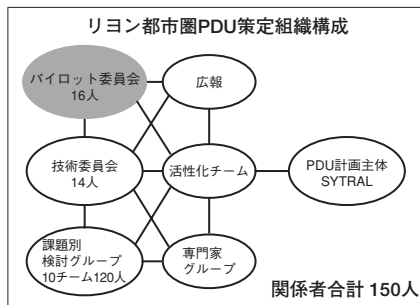 リヨン都市圏PDU策定組織構成
パイロット委員会
16人
広報
技術委員会
14人
活性化チーム
PDU計画主体
SYTRAL
課題別
検討グループ
10チーム120人
専門家
グループ
関係者合計 150人